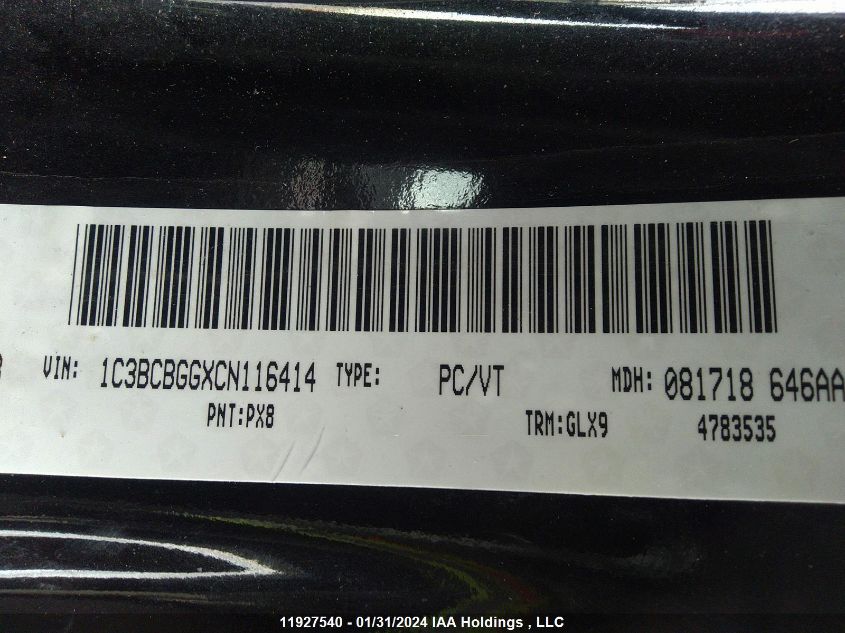 VIN: 1C3BCBGGXCN116414 TYPE: PC/VT MDH: 081718 646AA
PNT:PX8 TRM:GLX9 4783535
11927540 - 01/31/2024 IAA Holdings , LLC